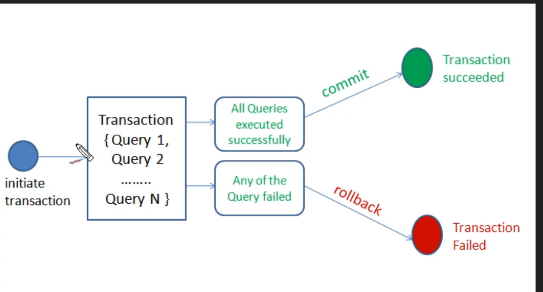 initiate
transaction
Transaction
{Query 1,
Query 2
........
Query N }
All Queries
executed
successfully
Any of the
Query failed
commit
rollback
Transaction
succeeded
Transaction
Failed